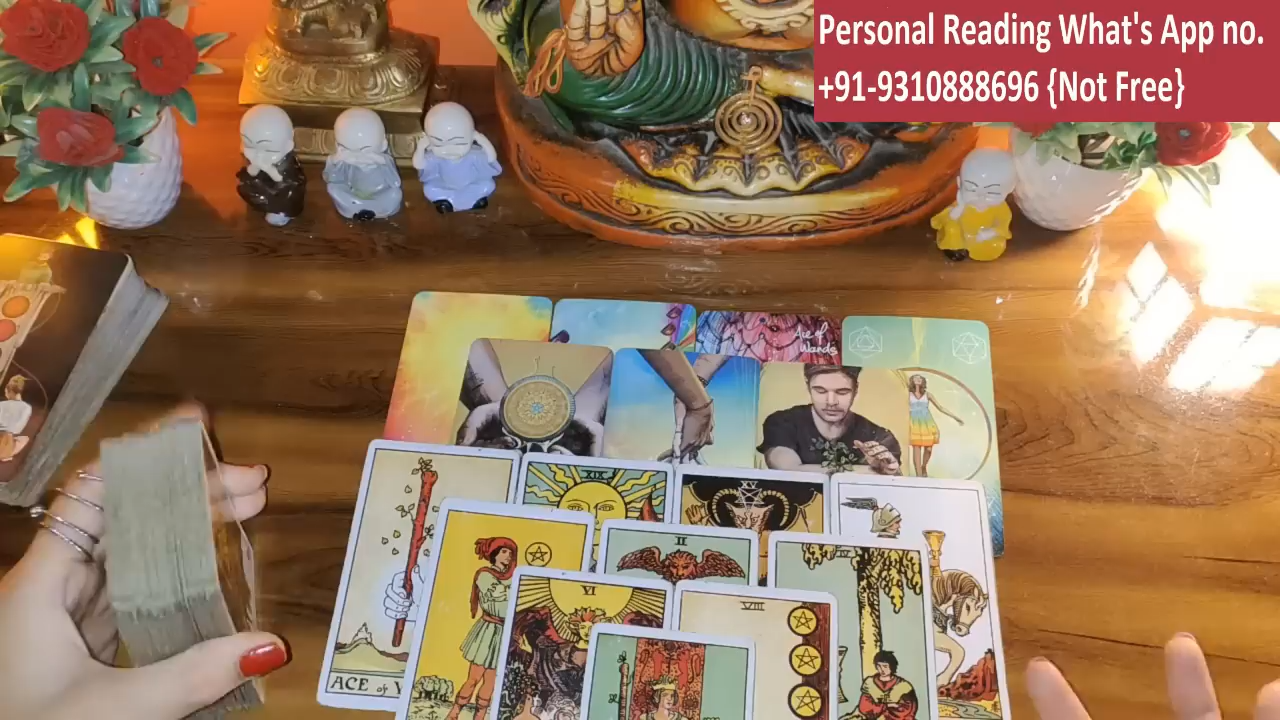 Personal Reading What's App no.
+91-9310888696 {Not Free}
Ace of
Wands
XIX
XV
II
IV
VI
VIII
ACE of